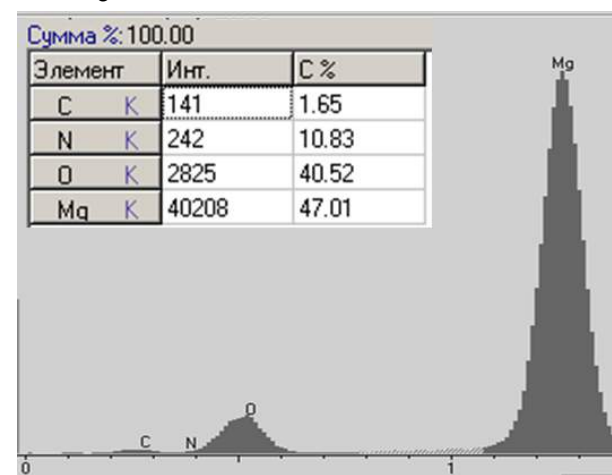 Сумма %: 100.00
Элемент Инт. C %
C K 141 1.65
N K 242 10.83
O K 2825 40.52
Mg K 40208 47.01
Mg
O
C N
0 1